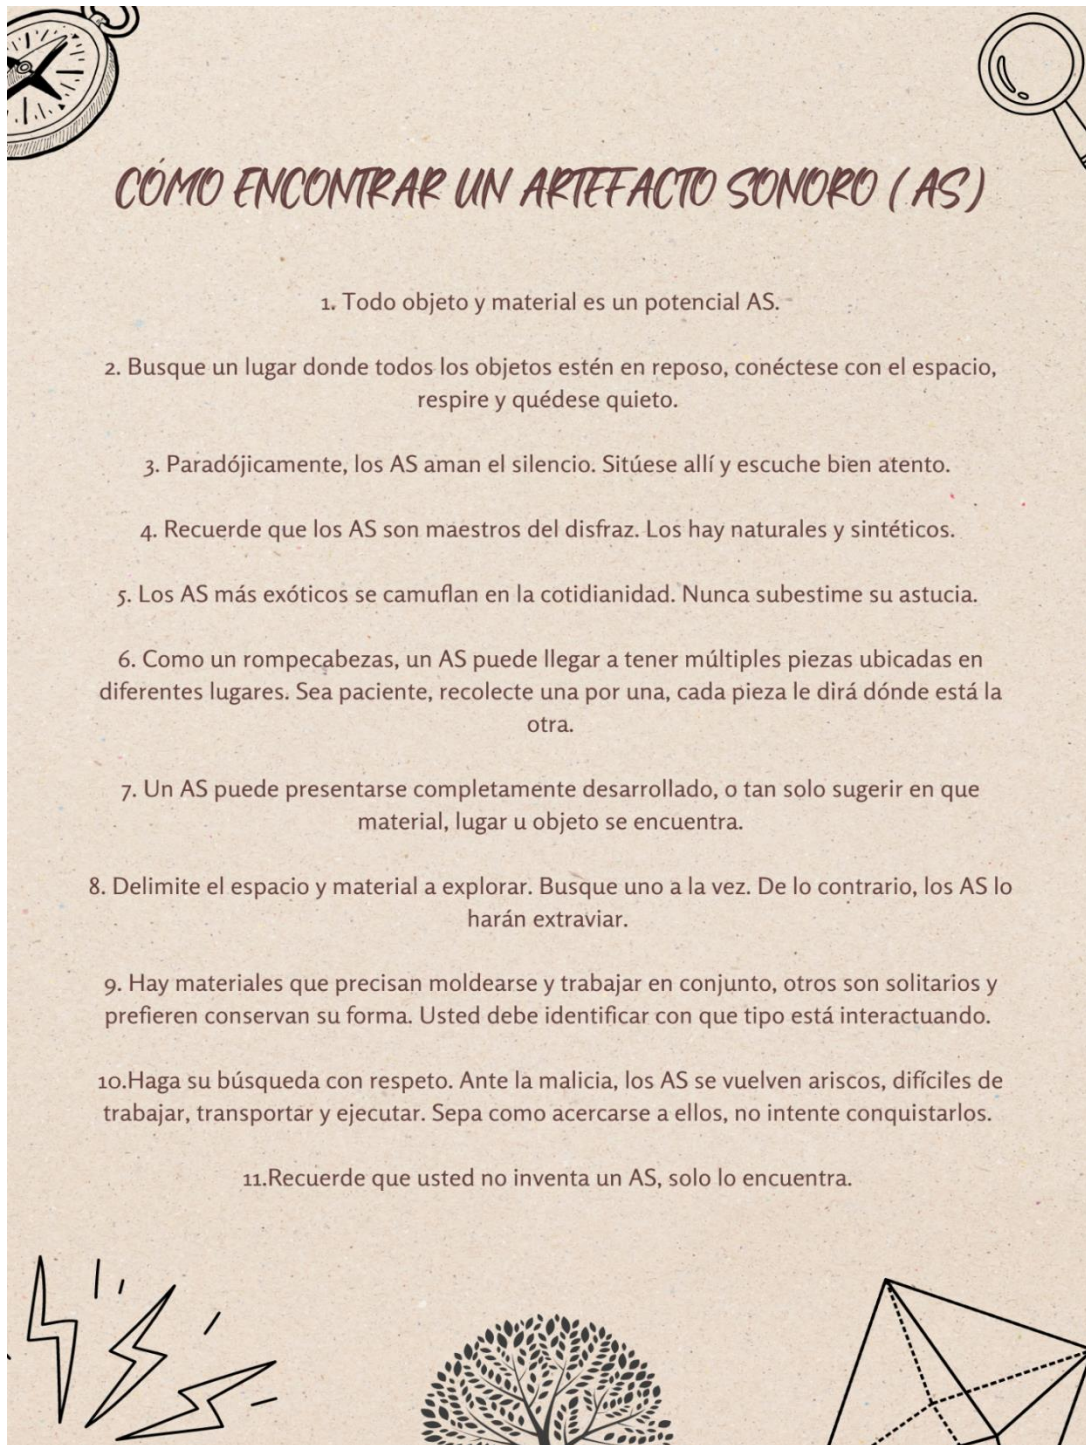 CÓMO ENCONTRAR UN ARTEFACTO SONORO ( AS)
1. Todo objeto y material es un potencial AS.
2. Busque un lugar donde todos los objetos estén en reposo, conéctese con el espacio,
respire y quédese quieto.
3. Paradójicamente, los AS aman el silencio. Sitúese allí y escuche bien atento.
4. Recuerde que los AS son maestros del disfraz. Los hay naturales y sintéticos.
5. Los AS más exóticos se camuflan en la cotidianidad. Nunca subestime su astucia.
6. Como un rompecabezas, un AS puede llegar a tener múltiples piezas ubicadas en
diferentes lugares. Sea paciente, recolecte una por una, cada pieza le dirá dónde está la
otra.
7. Un AS puede presentarse completamente desarrollado, o tan solo sugerir en que
material, lugar u objeto se encuentra.
8. Delimite el espacio y material a explorar. Busque uno a la vez. De lo contrario, los AS lo
harán extraviar.
9. Hay materiales que precisan moldearse y trabajar en conjunto, otros son solitarios y
prefieren conservan su forma. Usted debe identificar con que tipo está interactuando.
10.Haga su búsqueda con respeto. Ante la malicia, los AS se vuelven ariscos, difíciles de
trabajar, transportar y ejecutar. Sepa como acercarse a ellos, no intente conquistarlos.
11.Recuerde que usted no inventa un AS, solo lo encuentra.